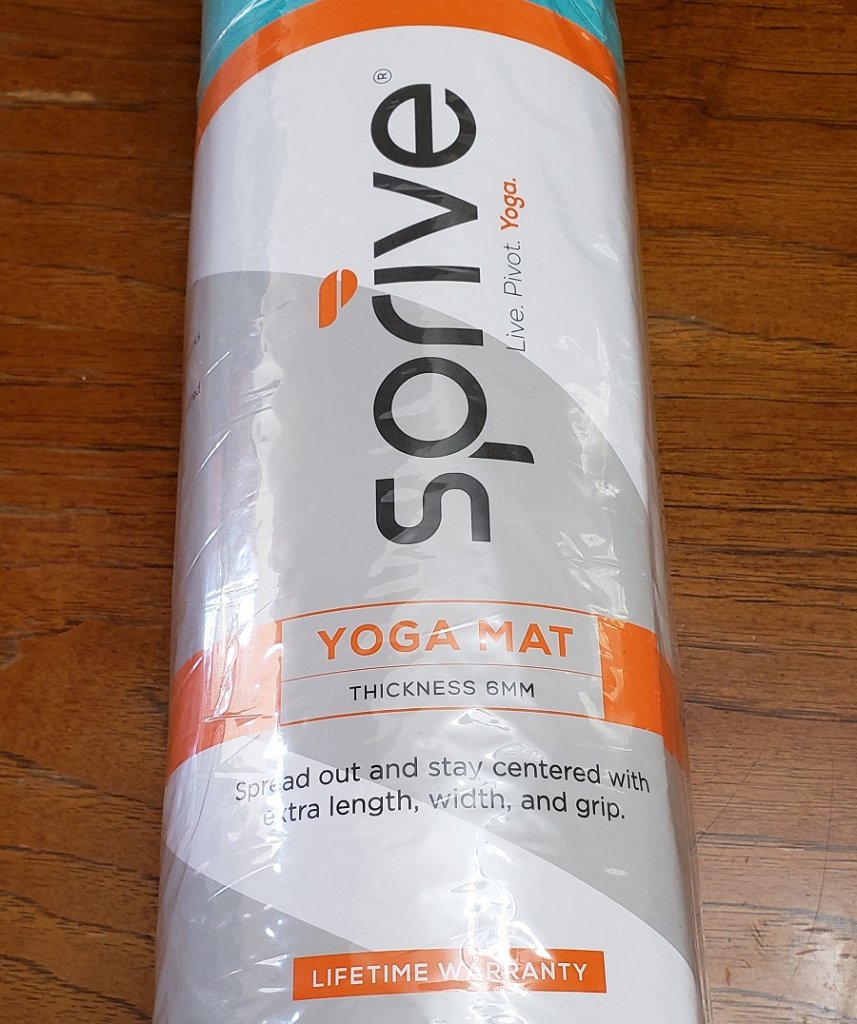 sprive®
Live. Pivot. Yoga.
YOGA MAT
THICKNESS 6MM
Spread out and stay centered with
extra length, width, and grip.
LIFETIME WARRANTY